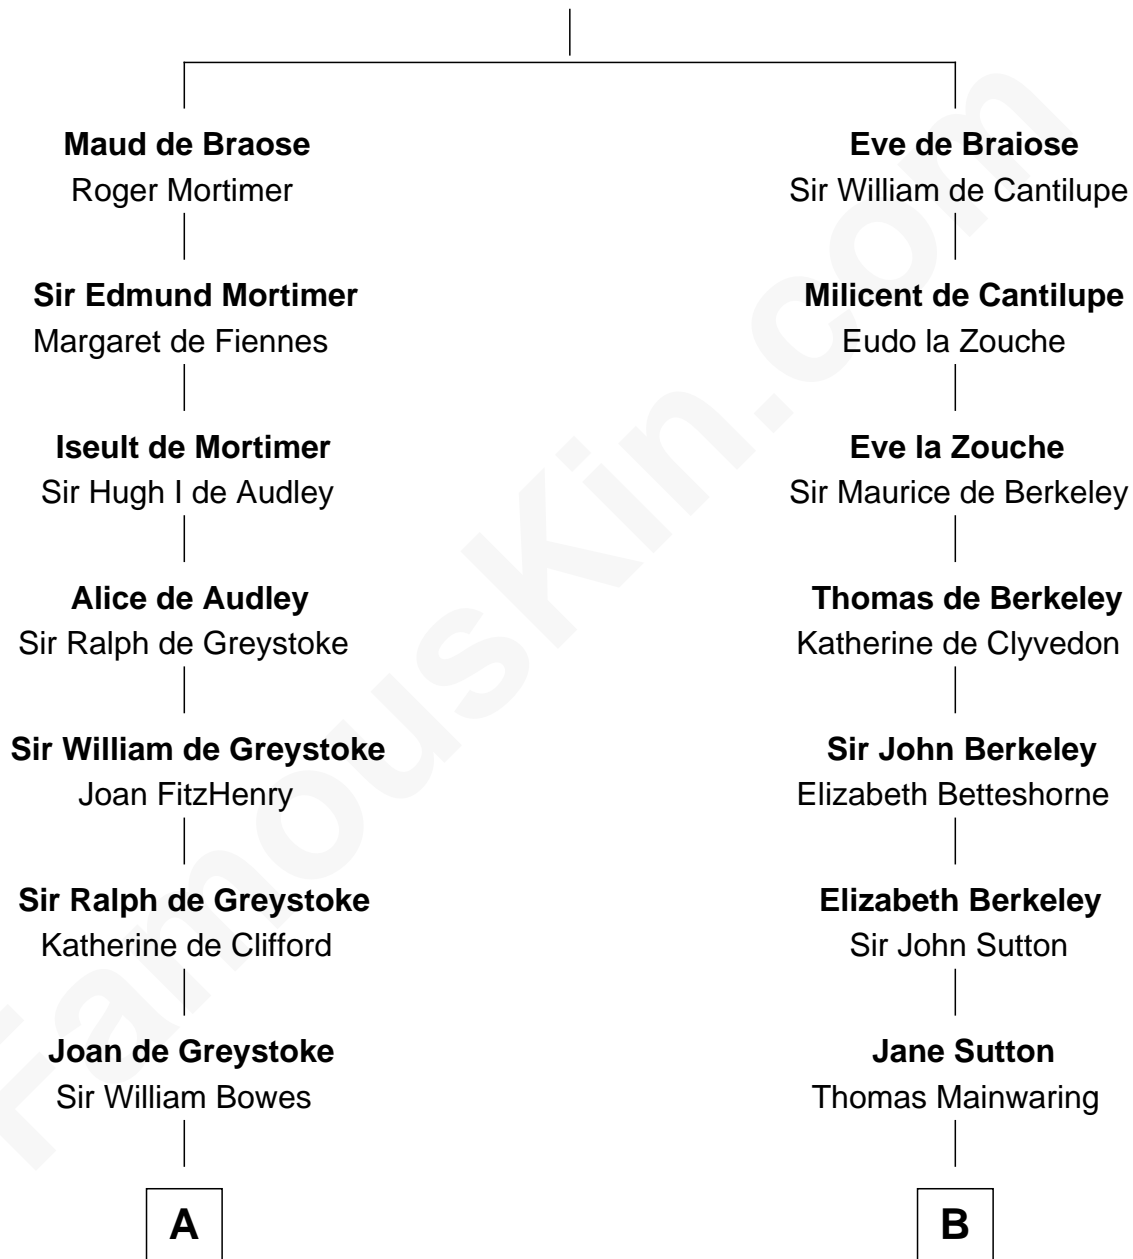 Maud de Braose
Roger Mortimer
Sir Edmund Mortimer
Margaret de Fiennes
Iseult de Mortimer
Sir Hugh I de Audley
Alice de Audley
Sir Ralph de Greystoke
Sir William de Greystoke
Joan FitzHenry
Sir Ralph de Greystoke
Katherine de Clifford
Joan de Greystoke
Sir William Bowes
A
Eve de Braiose
Sir William de Cantilupe
Milicent de Cantilupe
Eudo la Zouche
Eve la Zouche
Sir Maurice de Berkeley
Thomas de Berkeley
Katherine de Clyvedon
Sir John Berkeley
Elizabeth Betteshorne
Elizabeth Berkeley
Sir John Sutton
Jane Sutton
Thomas Mainwaring
B
FamousKin.com